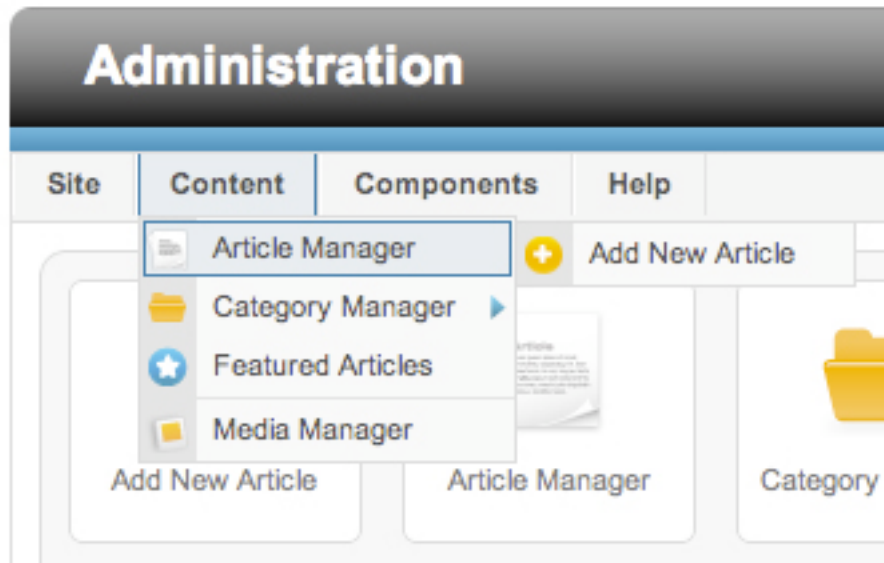 Administration
Site Content Components Help
Article Manager Add New Article
Category Manager
Featured Articles
Media Manager
Article
Add New Article Article Manager Category